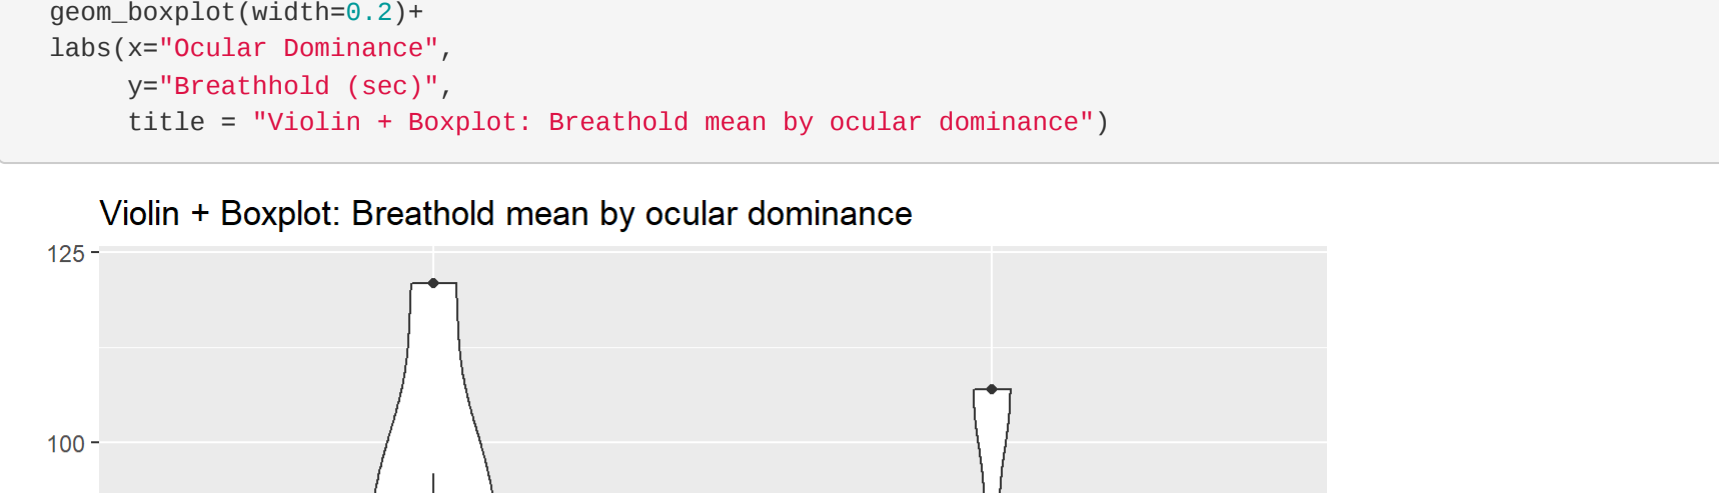 geom_boxplot(width=0.2)+
labs(x="Ocular Dominance",
y="Breathhold (sec)",
title = "Violin + Boxplot: Breathold mean by ocular dominance")
Violin + Boxplot: Breathold mean by ocular dominance
125
100